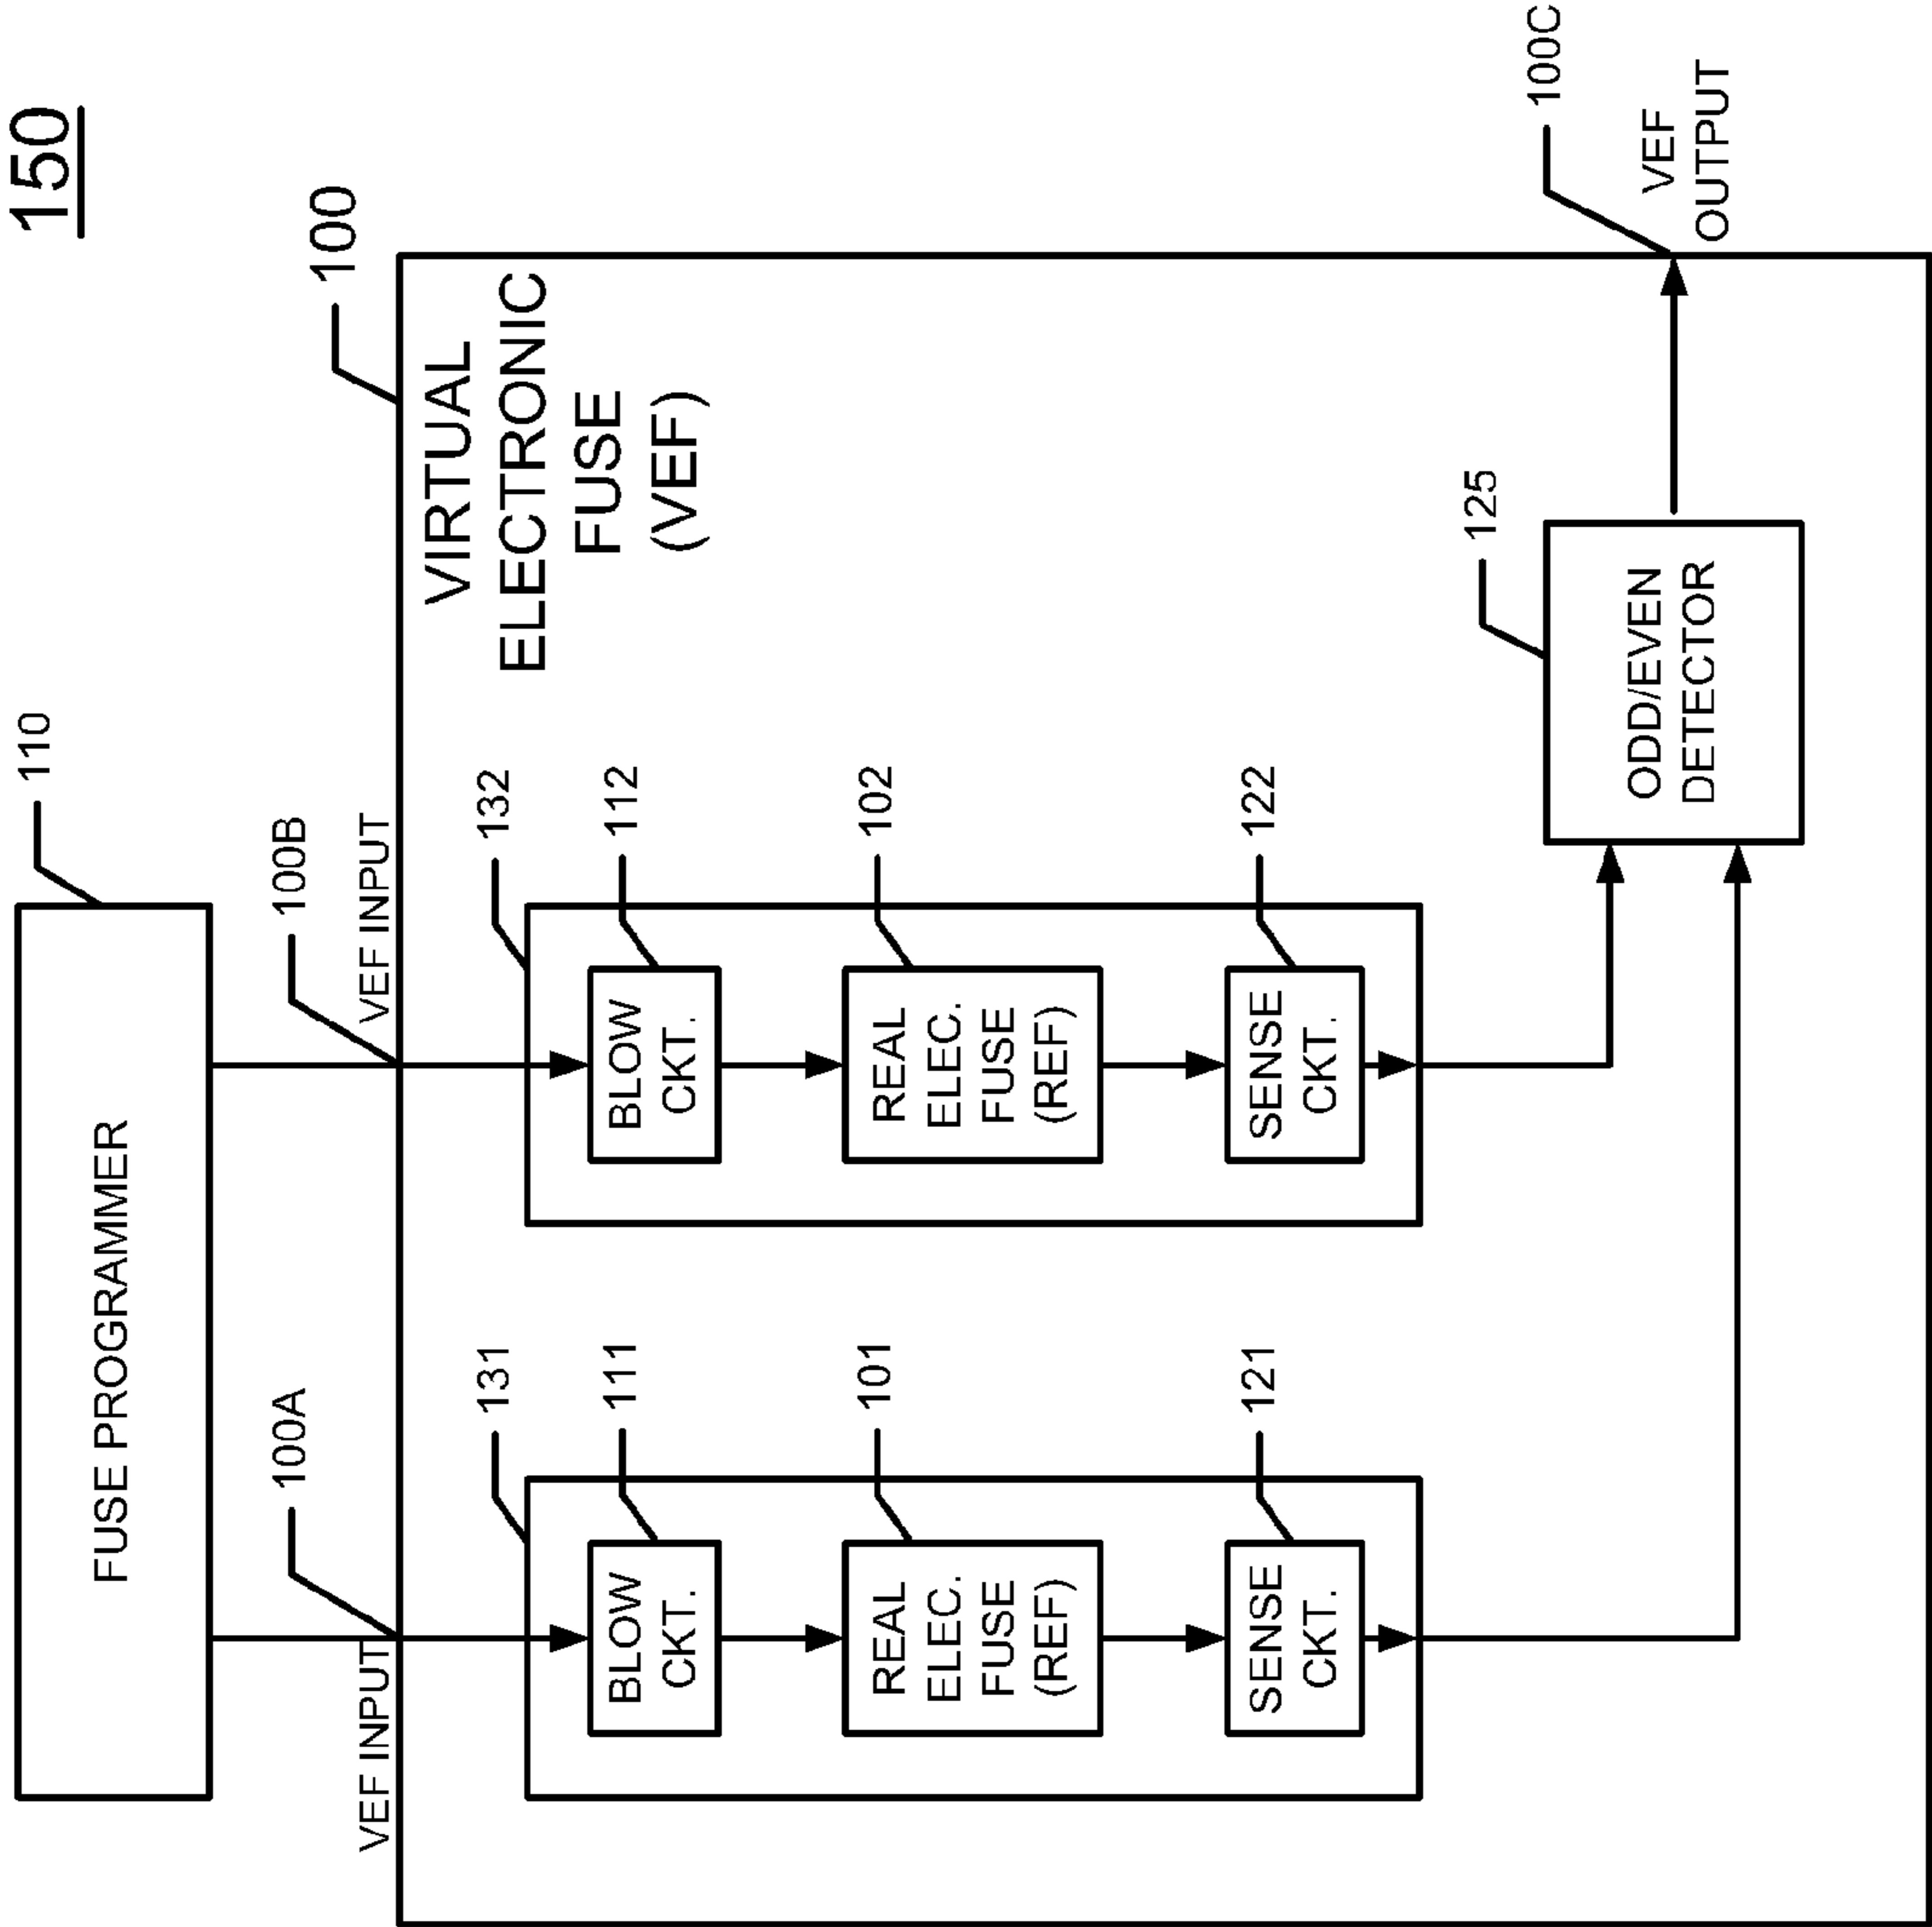 150
110
FUSE PROGRAMMER
100A
VEF INPUT
100B
VEF INPUT
100
VIRTUAL
ELECTRONIC
FUSE
(VEF)
131
111
BLOW
CKT.
101
REAL
ELEC.
FUSE
(REF)
121
SENSE
CKT.
132
112
BLOW
CKT.
102
REAL
ELEC.
FUSE
(REF)
122
SENSE
CKT.
125
ODD/EVEN
DETECTOR
100C
VEF
OUTPUT